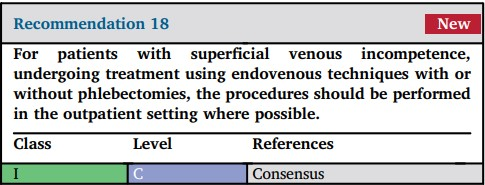 Recommendation 18 New
For patients with superficial venous incompetence,
undergoing treatment using endovenous techniques with or
without phlebectomies, the procedures should be performed
in the outpatient setting where possible.
Class Level References
I C Consensus